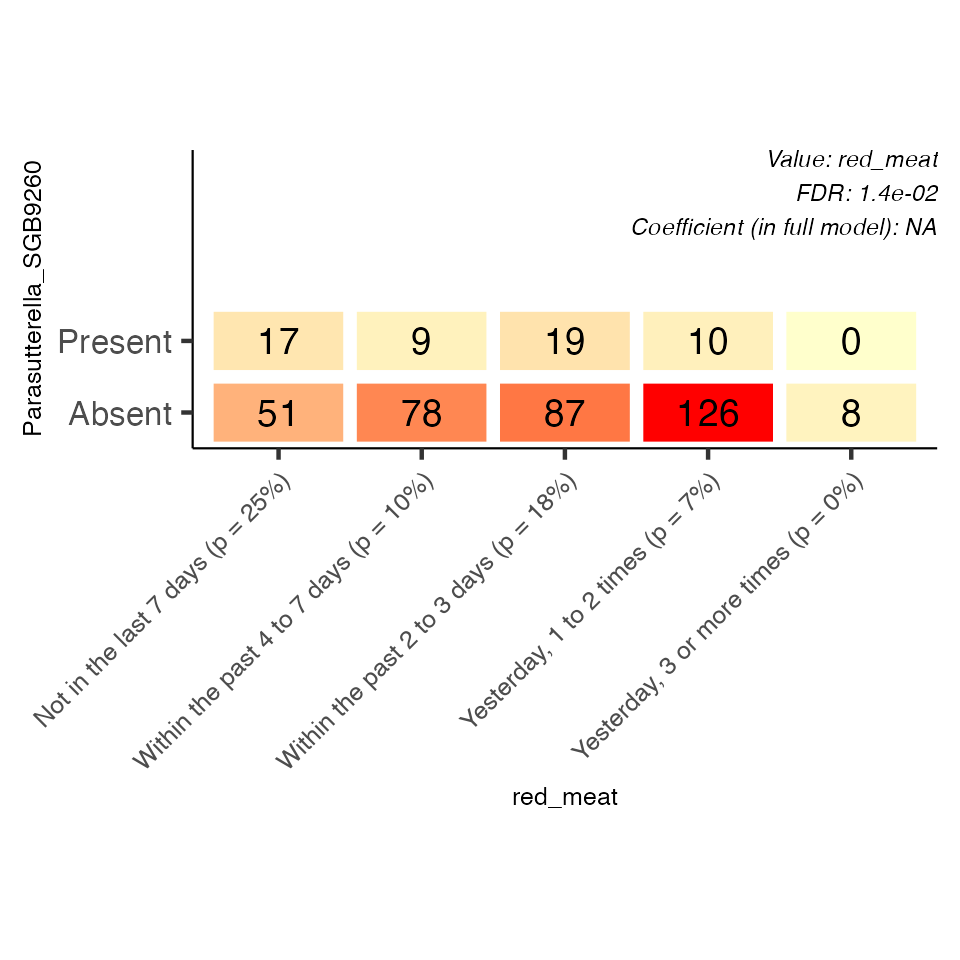 Value: red_meat
FDR: 1.4e-02
Coefficient (in full model): NA
Parasutterella_SGB9260
Present 17 9 19 10 0
Absent 51 78 87 126 8
Not in the last 7 days (p = 25%)
Within the past 4 to 7 days (p = 10%)
Within the past 2 to 3 days (p = 18%)
Yesterday, 1 to 2 times (p = 7%)
Yesterday, 3 or more times (p = 0%)
red_meat